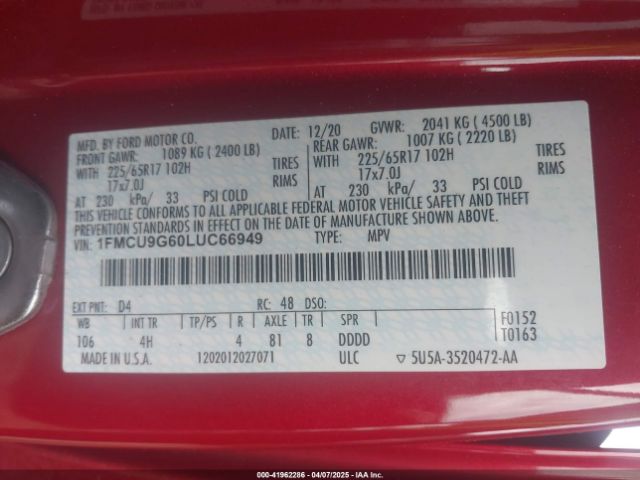 MFD. BY FORD MOTOR CO. DATE: 12/20 GVWR: 2041 KG ( 4500 LB)
FRONT GAWR: 1089 KG ( 2400 LB) REAR GAWR: 1007 KG ( 2220 LB)
WITH 225/65R17 102H TIRES WITH 225/65R17 102H TIRES
17x7.0J RIMS 17x7.0J RIMS
AT 230 kPa/ 33 PSI COLD AT 230 kPa/ 33 PSI COLD
THIS VEHICLE CONFORMS TO ALL APPLICABLE FEDERAL MOTOR VEHICLE SAFETY AND THEFT
PREVENTION STANDARDS IN EFFECT ON THE DATE OF MANUFACTURE SHOWN ABOVE.
VIN: 1FMCU9G60LUC66949 TYPE: MPV
EXT PNT: D4 RC: 48 DSO:
WB INT TR TP/PS R AXLE TR SPR F0152
106 4H 4 81 8 DDDD T0163
MADE IN U.S.A. 1202012027071 ULC ▽ 5U5A-3520472-AA
000-41962286 - 04/07/2025 - IAA Inc.